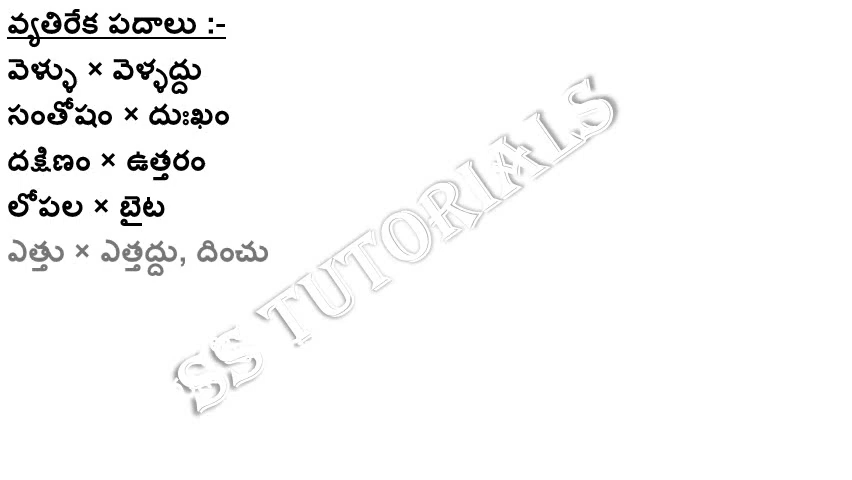 వ్యతిరేక పదాలు :-
వెళ్ళు × వెళ్ళద్దు
సంతోషం × దుఃఖం
దక్షిణం × ఉత్తరం
లోపల × బైట
ఎత్తు × ఎత్తద్దు, దించు
SS TUTORIALS